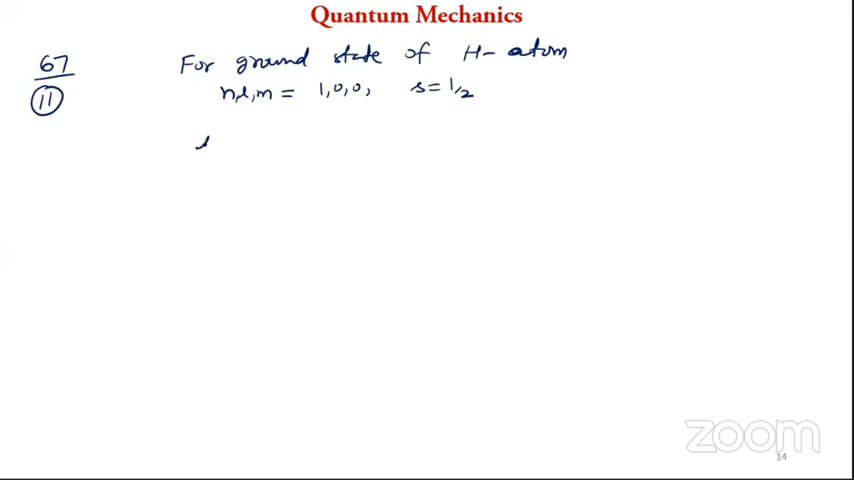 Quantum Mechanics
67 For ground state of H-atom
11 n,l,m = 1,0,0, s = 1/2
zoom
14